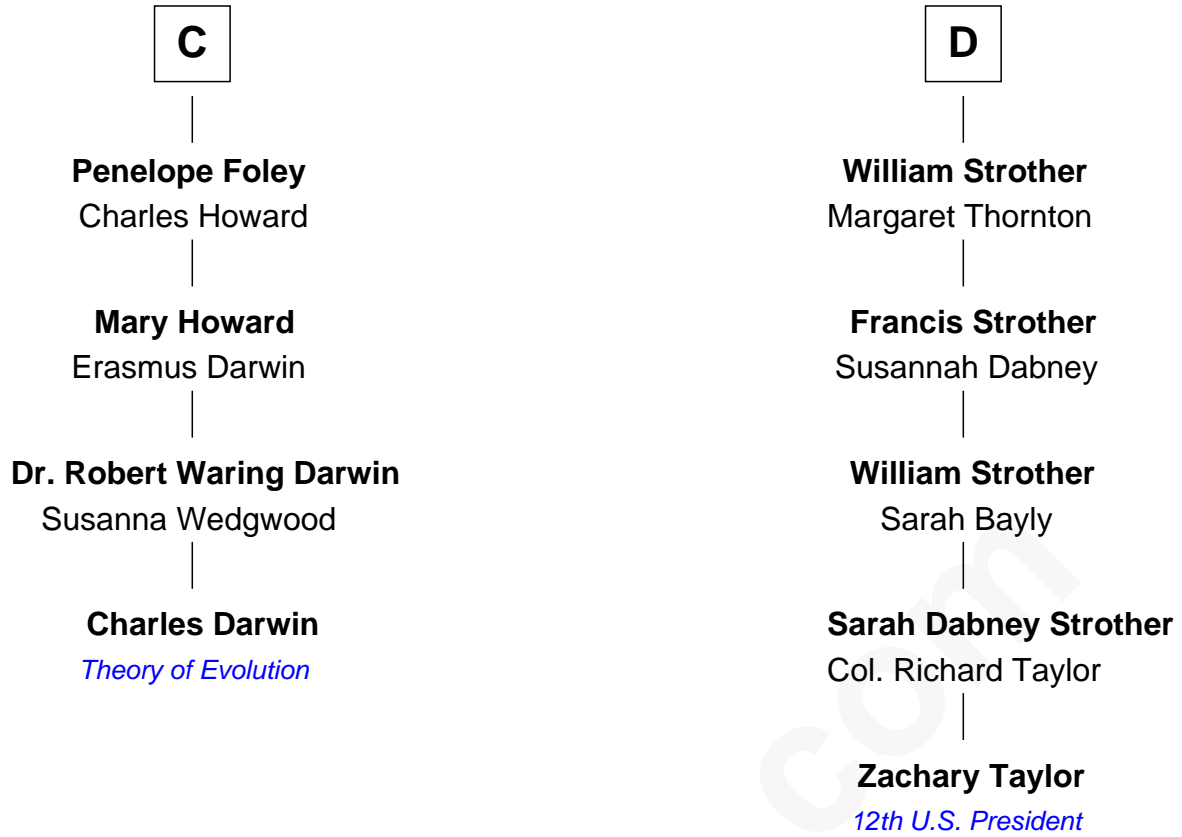 C
Penelope Foley
Charles Howard
Mary Howard
Erasmus Darwin
Dr. Robert Waring Darwin
Susanna Wedgwood
Charles Darwin
Theory of Evolution
D
William Strother
Margaret Thornton
Francis Strother
Susannah Dabney
William Strother
Sarah Bayly
Sarah Dabney Strother
Col. Richard Taylor
Zachary Taylor
12th U.S. President
com